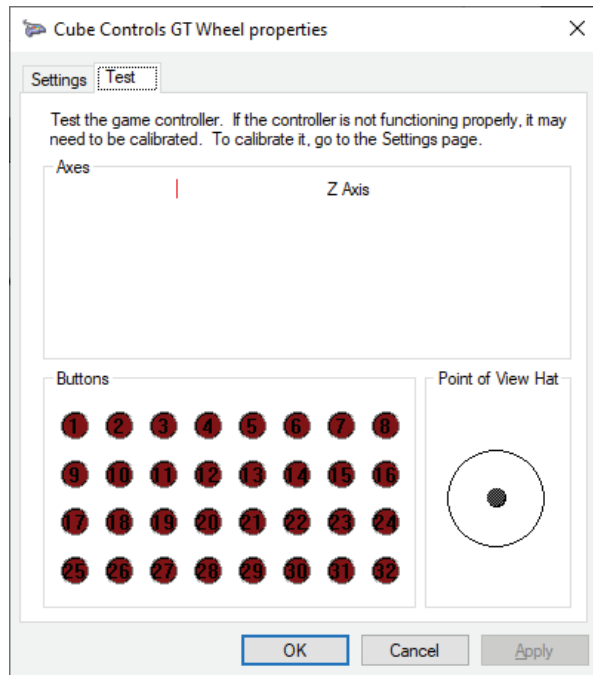 Cube Controls GT Wheel properties
Settings Test
Test the game controller. If the controller is not functioning properly, it may
need to be calibrated. To calibrate it, go to the Settings page.
Axes
Z Axis
Buttons
1 2 3 4 5 6 7 8
9 10 11 12 13 14 15 16
17 18 19 20 21 22 23 24
25 26 27 28 29 30 31 32
Point of View Hat
OK Cancel Apply